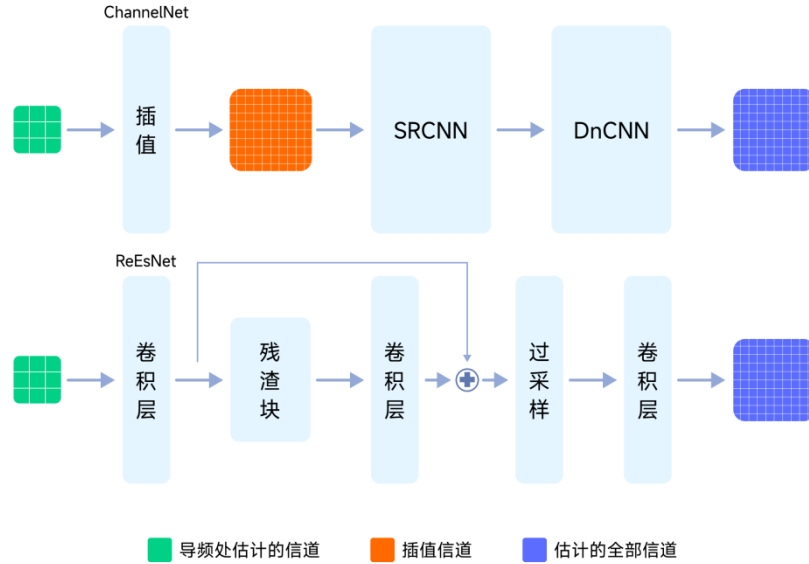 ChannelNet
插值
SRCNN
DnCNN
ReEsNet
卷积层
残渣块
卷积层
过采样
卷积层
导频处估计的信道
插值信道
估计的全部信道